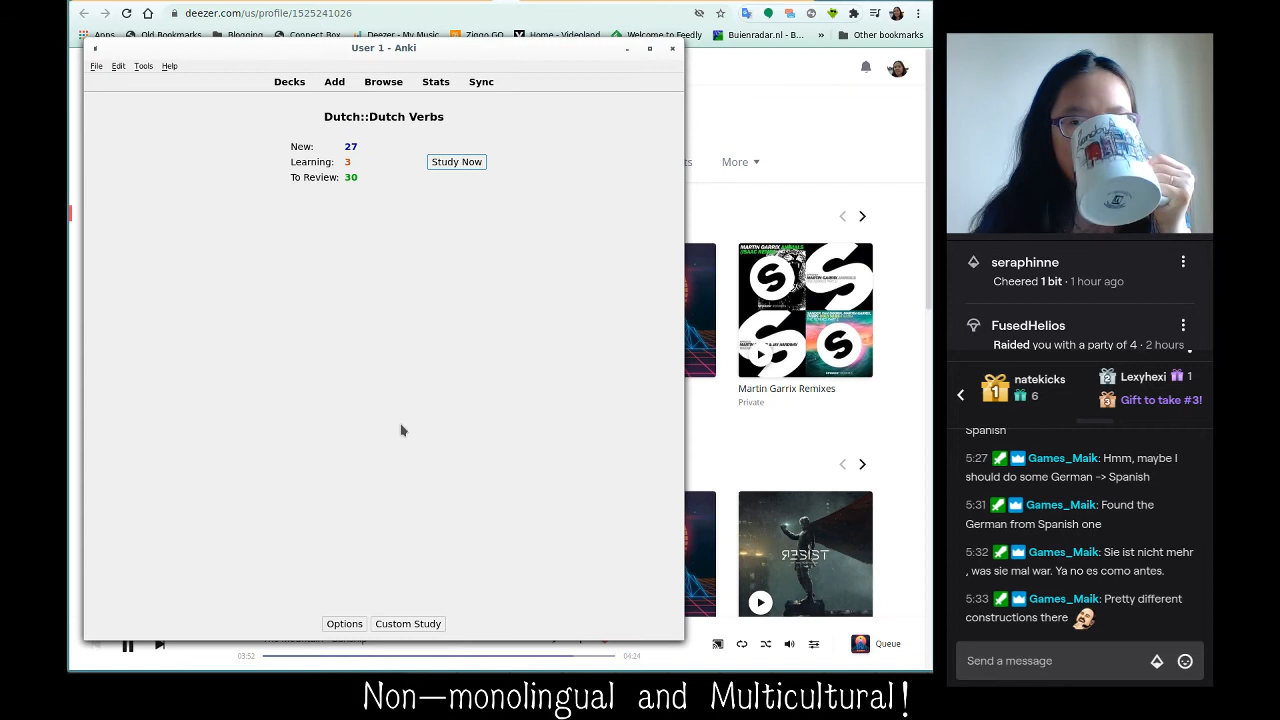 deezer.com/us/profile/1525241026
Apps Old Bookmarks Blogging Connect Box Deezer - My Music Ziggo GO Home - Videoland Welcome to Feedly Buienradar.nl - B... » Other bookmarks
User 1 - Anki
File Edit Tools Help
Decks Add Browse Stats Sync
Dutch::Dutch Verbs
New: 27
Learning: 3
To Review: 30
Study Now
Options
Custom Study
More
Martin Garrix Remixes
Private
RESIST
03:52
04:24
Queue
seraphinne
Cheered 1 bit · 1 hour ago
FusedHelios
Raided you with a party of 4 · 2 hours
1
natekicks
6
Lexyhexi 1
Gift to take #3!
Spanish
5:27 Games_Maik: Hmm, maybe I
should do some German -> Spanish
5:31 Games_Maik: Found the
German from Spanish one
5:32 Games_Maik: Sie ist nicht mehr
, was sie mal war. Ya no es como antes.
5:33 Games_Maik: Pretty different
constructions there
Send a message
Non-monolingual and Multicultural!